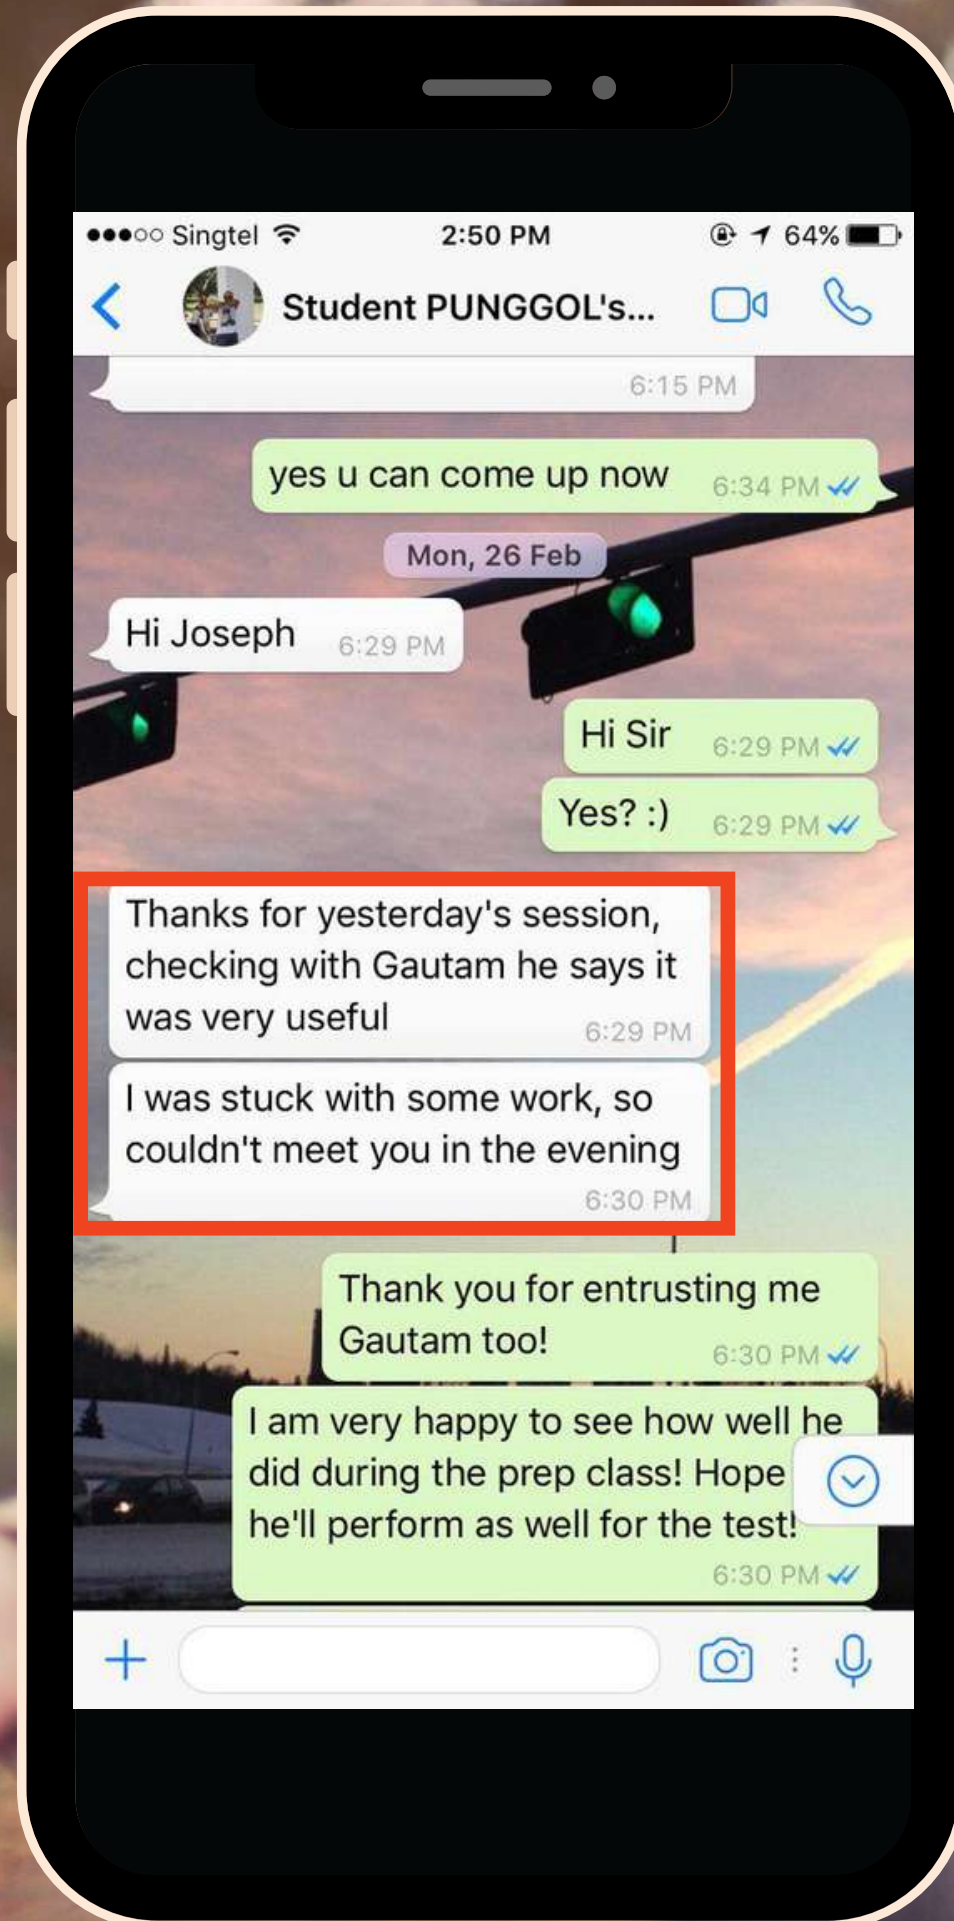 Singtel 2:50 PM 64%
Student PUNGGOL's...
6:15 PM
yes u can come up now 6:34 PM
Mon, 26 Feb
Hi Joseph 6:29 PM
Hi Sir 6:29 PM
Yes? :) 6:29 PM
Thanks for yesterday's session,
checking with Gautam he says it
was very useful 6:29 PM
I was stuck with some work, so
couldn't meet you in the evening
6:30 PM
Thank you for entrusting me
Gautam too! 6:30 PM
I am very happy to see how well he
did during the prep class! Hope
he'll perform as well for the test!
6:30 PM